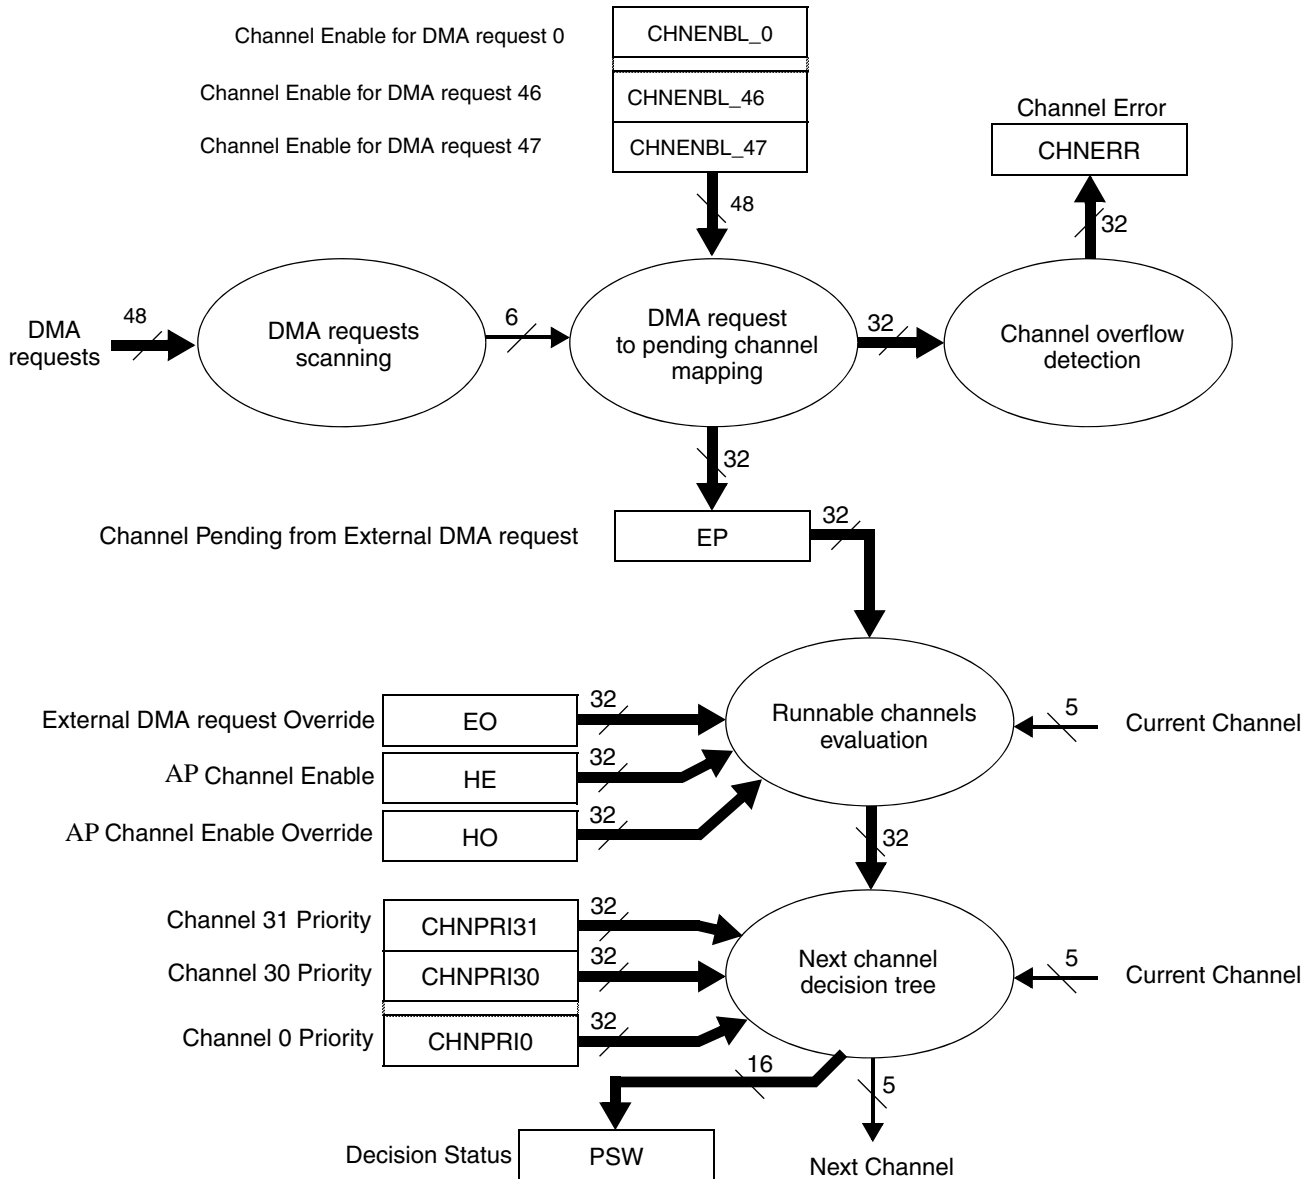 Channel Enable for DMA request 0
CHNENBL_0
Channel Enable for DMA request 46
CHNENBL_46
Channel Enable for DMA request 47
CHNENBL_47
Channel Error
CHNERR
48
32
DMA
requests
48
DMA requests
scanning
6
DMA request
to pending channel
mapping
32
Channel overflow
detection
32
Channel Pending from External DMA request
EP
32
External DMA request Override
EO
32
Runnable channels
evaluation
5
Current Channel
AP Channel Enable
HE
32
AP Channel Enable Override
HO
32
32
Channel 31 Priority
CHNPRI31
32
Channel 30 Priority
CHNPRI30
32
Next channel
decision tree
5
Current Channel
Channel 0 Priority
CHNPRI0
32
16
5
Decision Status
PSW
Next Channel